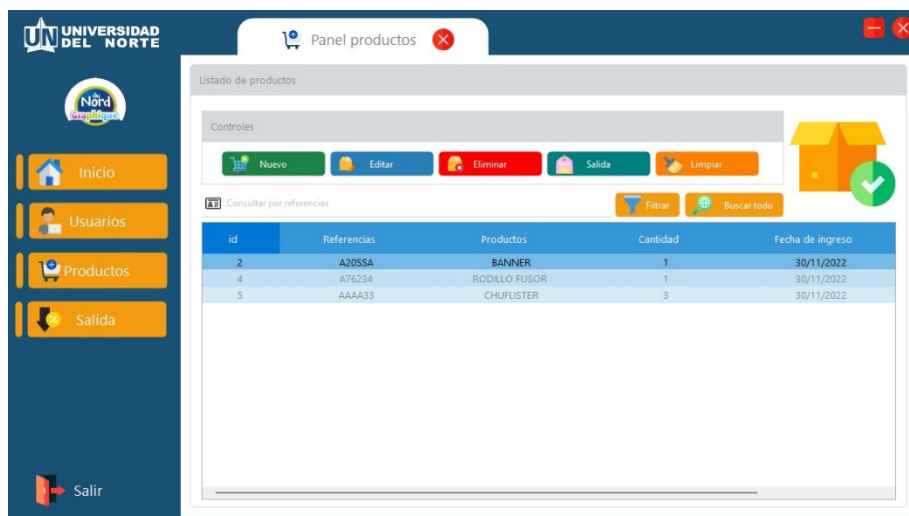 UN UNIVERSIDAD
DEL NORTE
Panel productos
du
Nord
Graphique
Listado de productos
Controles
Inicio
Nuevo Editar Eliminar Salida Limpiar
Usuarios
Consultar por referencias Filtrar Buscar todo
Productos
Salida
id Referencias Productos Cantidad Fecha de ingreso
2 A20SSA BANNER 1 30/11/2022
4 A76234 RODILLO FUSOR 1 30/11/2022
5 AAAA33 CHUFLISTER 3 30/11/2022
Salir